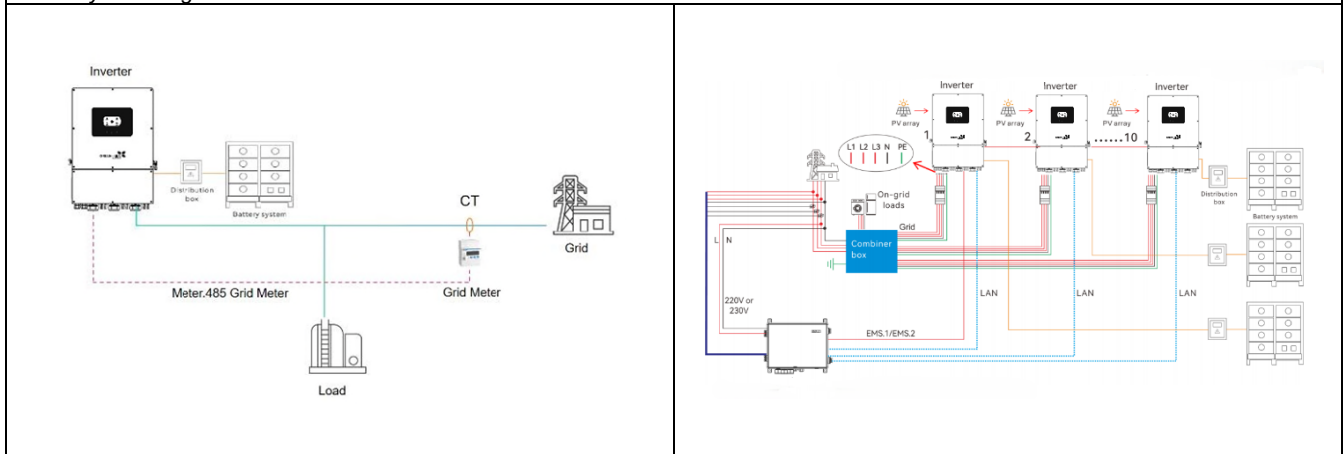 Inverter
Distribution
box
Battery system
CT
Grid
Meter.485 Grid Meter
Grid Meter
Load
Inverter
Inverter
Inverter
PV array
PV array
PV array
1
2
......10
L1 L2 L3 N PE
On-grid
loads
Grid
Combiner
box
Distribution
box
Battery system
L N
220V or
230V
LAN
LAN
LAN
EMS.1/EMS.2